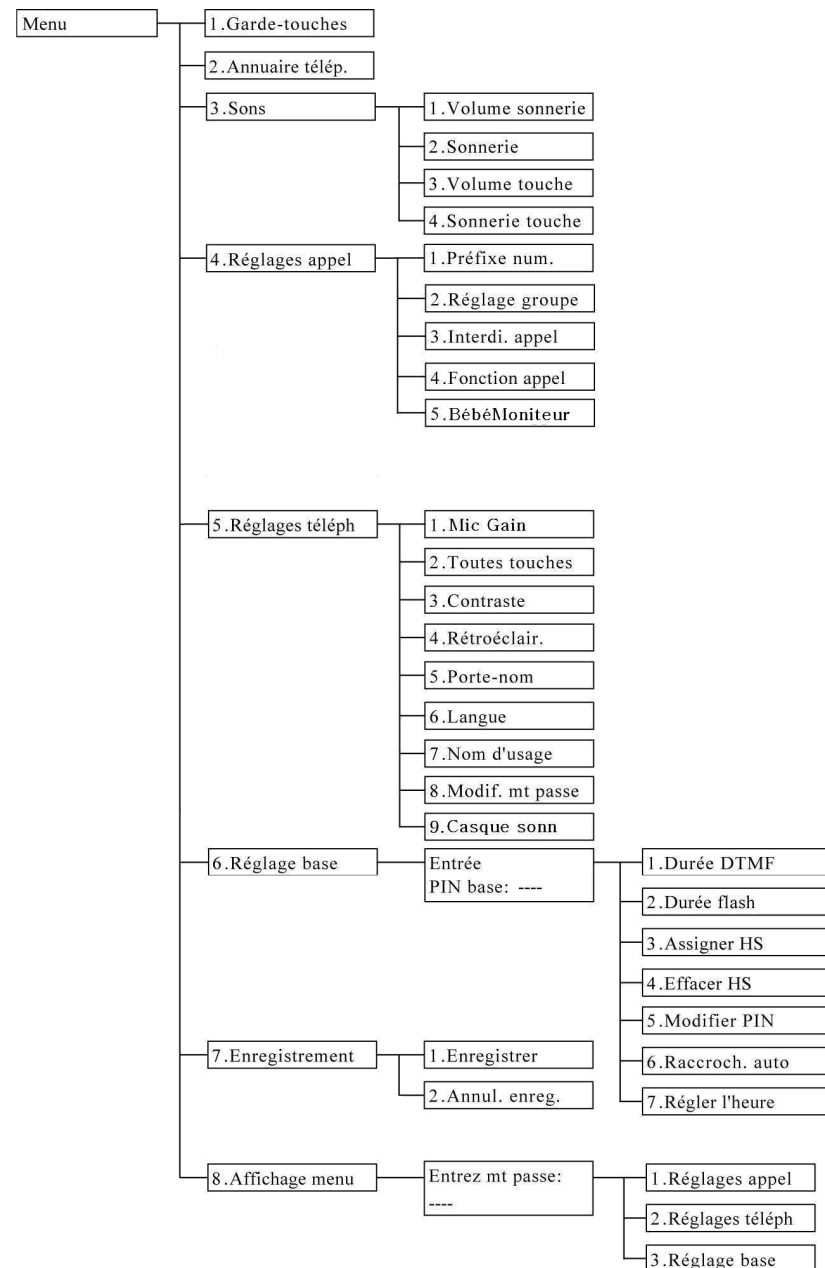 Menu
1.Garde-touches
2.Annuaire télép.
3.Sons
1.Volume sonnerie
2.Sonnerie
3.Volume touche
4.Sonnerie touche
4.Réglages appel
1.Préfixe num.
2.Réglage groupe
3.Interdi. appel
4.Fonction appel
5.BébéMoniteur
5.Réglages téléph
1.Mic Gain
2.Toutes touches
3.Contraste
4.Rétroéclair.
5.Porte-nom
6.Langue
7.Nom d'usage
8.Modif. mt passe
9.Casque sonn
6.Réglage base
Entrée
PIN base: ----
1.Durée DTMF
2.Durée flash
3.Assigner HS
4.Effacer HS
5.Modifier PIN
6.Raccroch. auto
7.Régler l'heure
7.Enregistrement
1.Enregistrer
2.Annul. enreg.
8.Affichage menu
Entrez mt passe:
----
1.Réglages appel
2.Réglages téléph
3.Réglage base